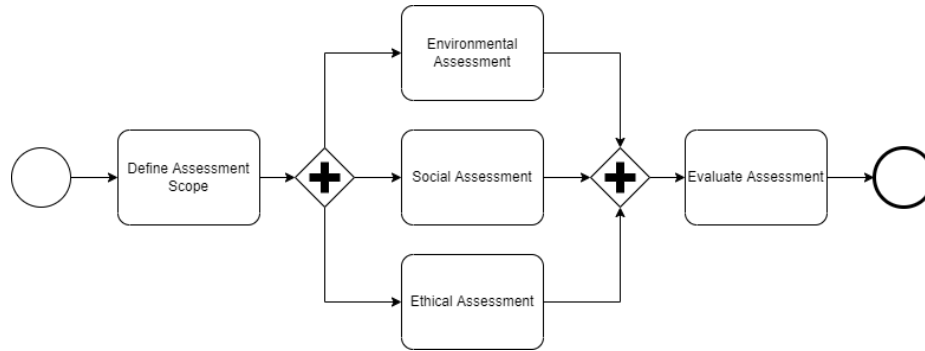 Environmental
Assessment
Define Assessment
Scope
Social Assessment
Evaluate Assessment
Ethical Assessment